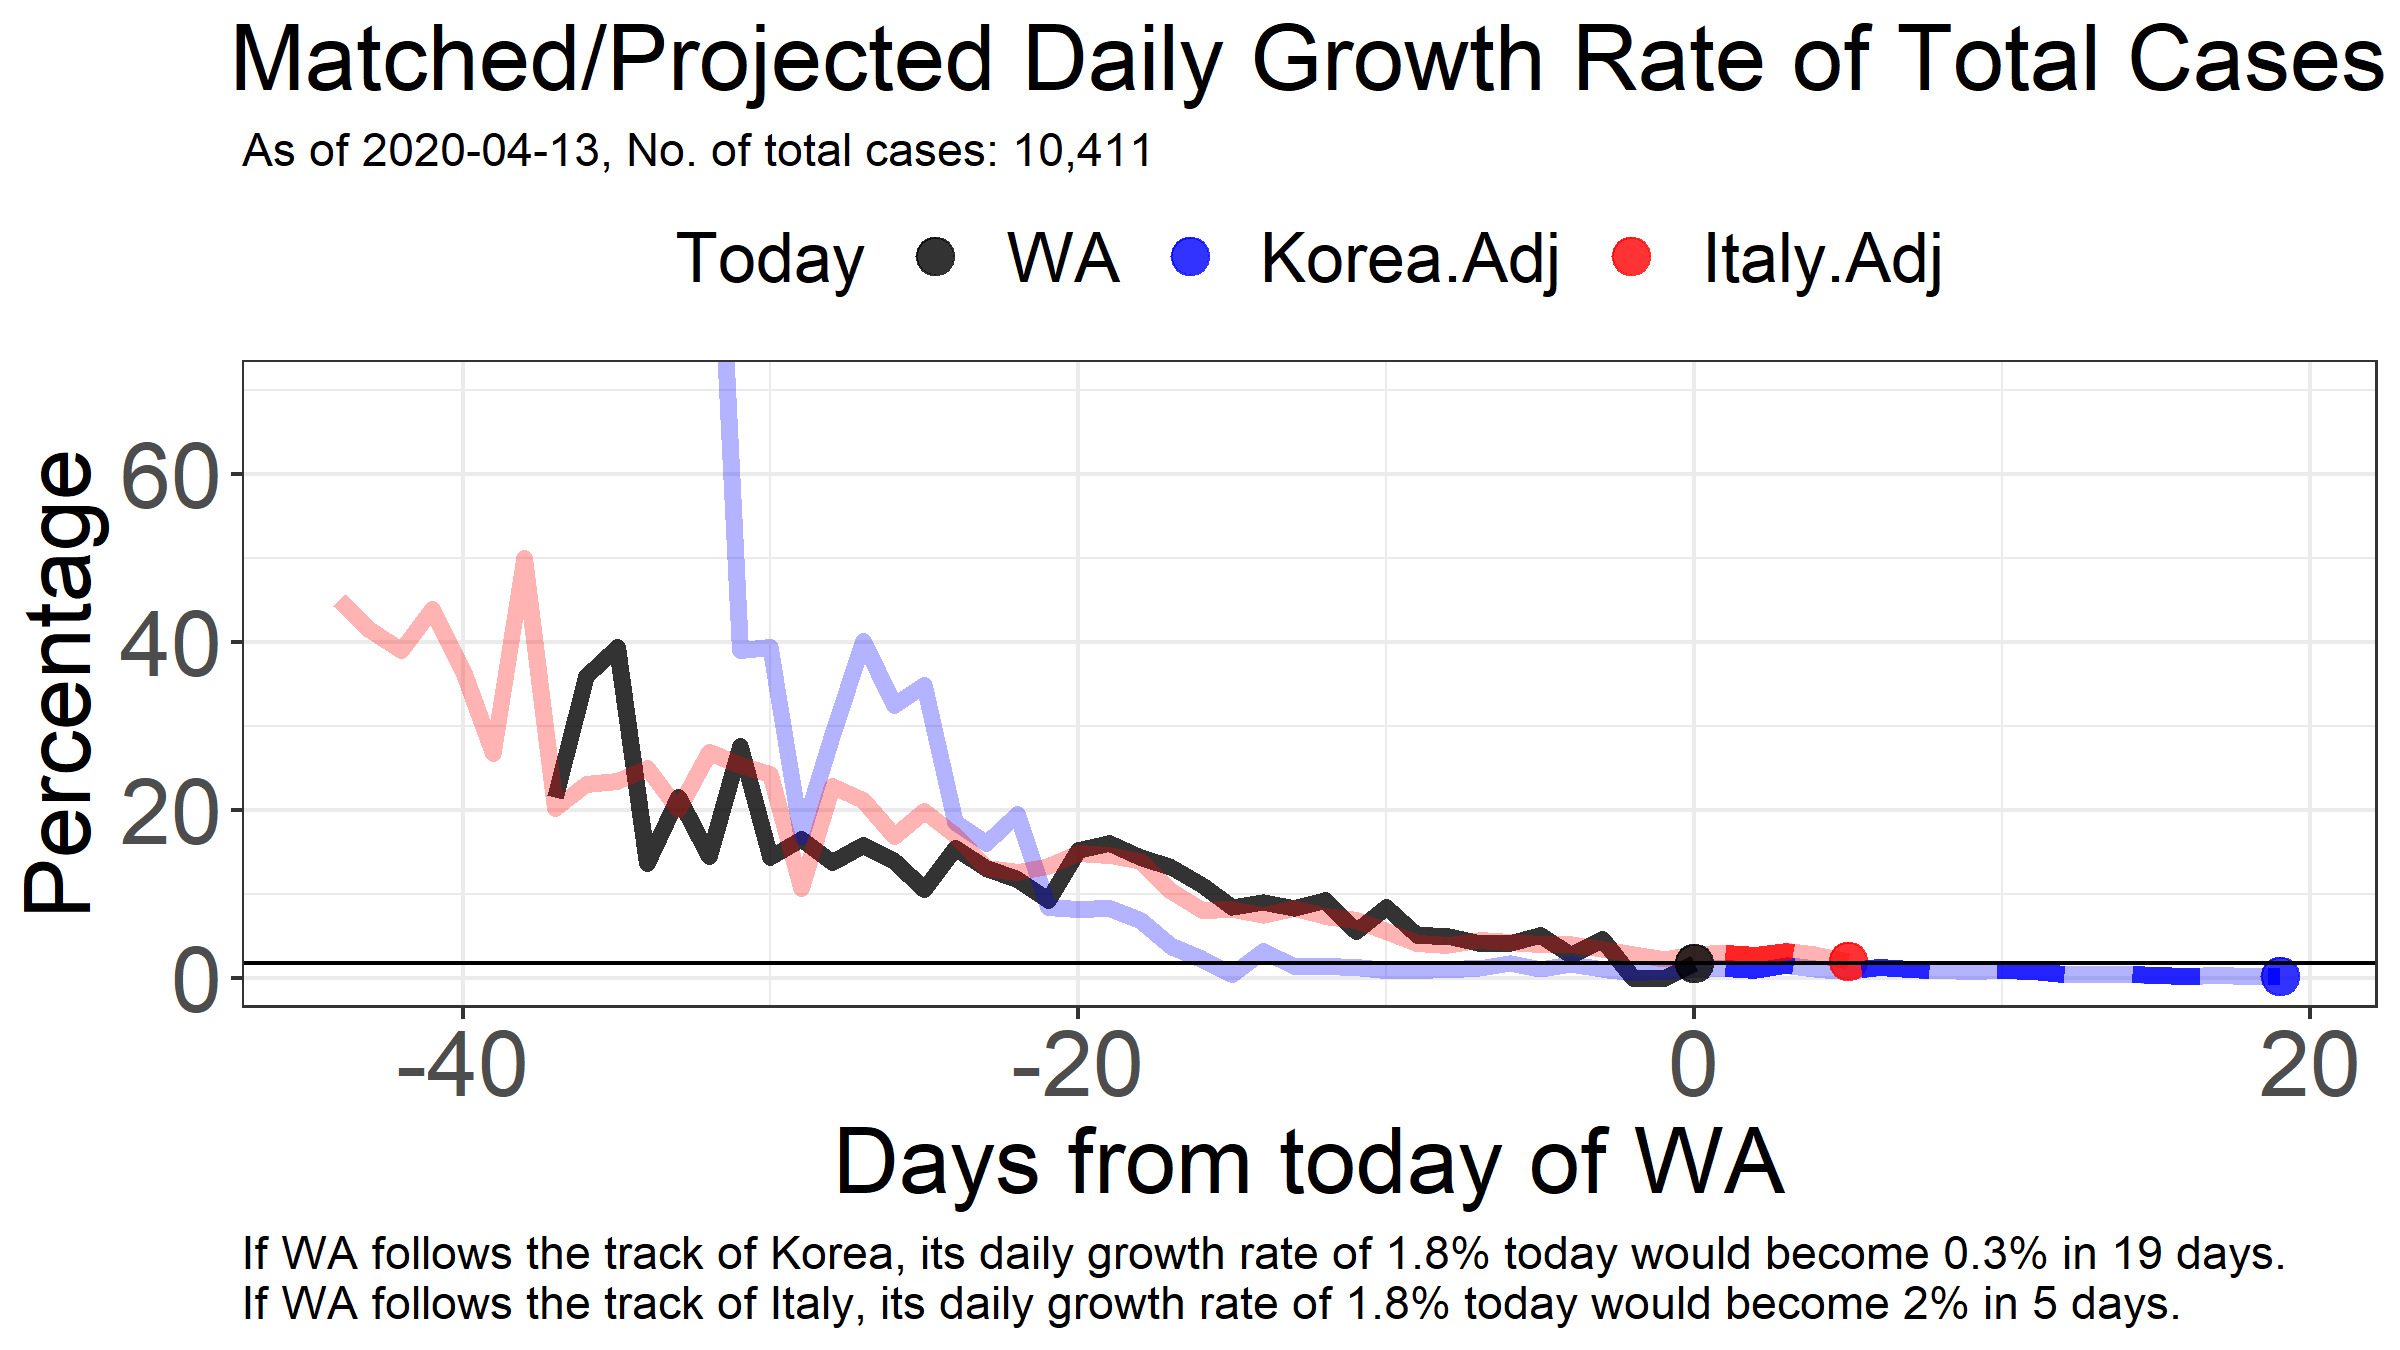 Matched/Projected Daily Growth Rate of Total Cases
As of 2020-04-13, No. of total cases: 10,411
Today WA Korea.Adj Italy.Adj
Percentage
60
40
20
0
-40 -20 0 20
Days from today of WA
If WA follows the track of Korea, its daily growth rate of 1.8% today would become 0.3% in 19 days.
If WA follows the track of Italy, its daily growth rate of 1.8% today would become 2% in 5 days.